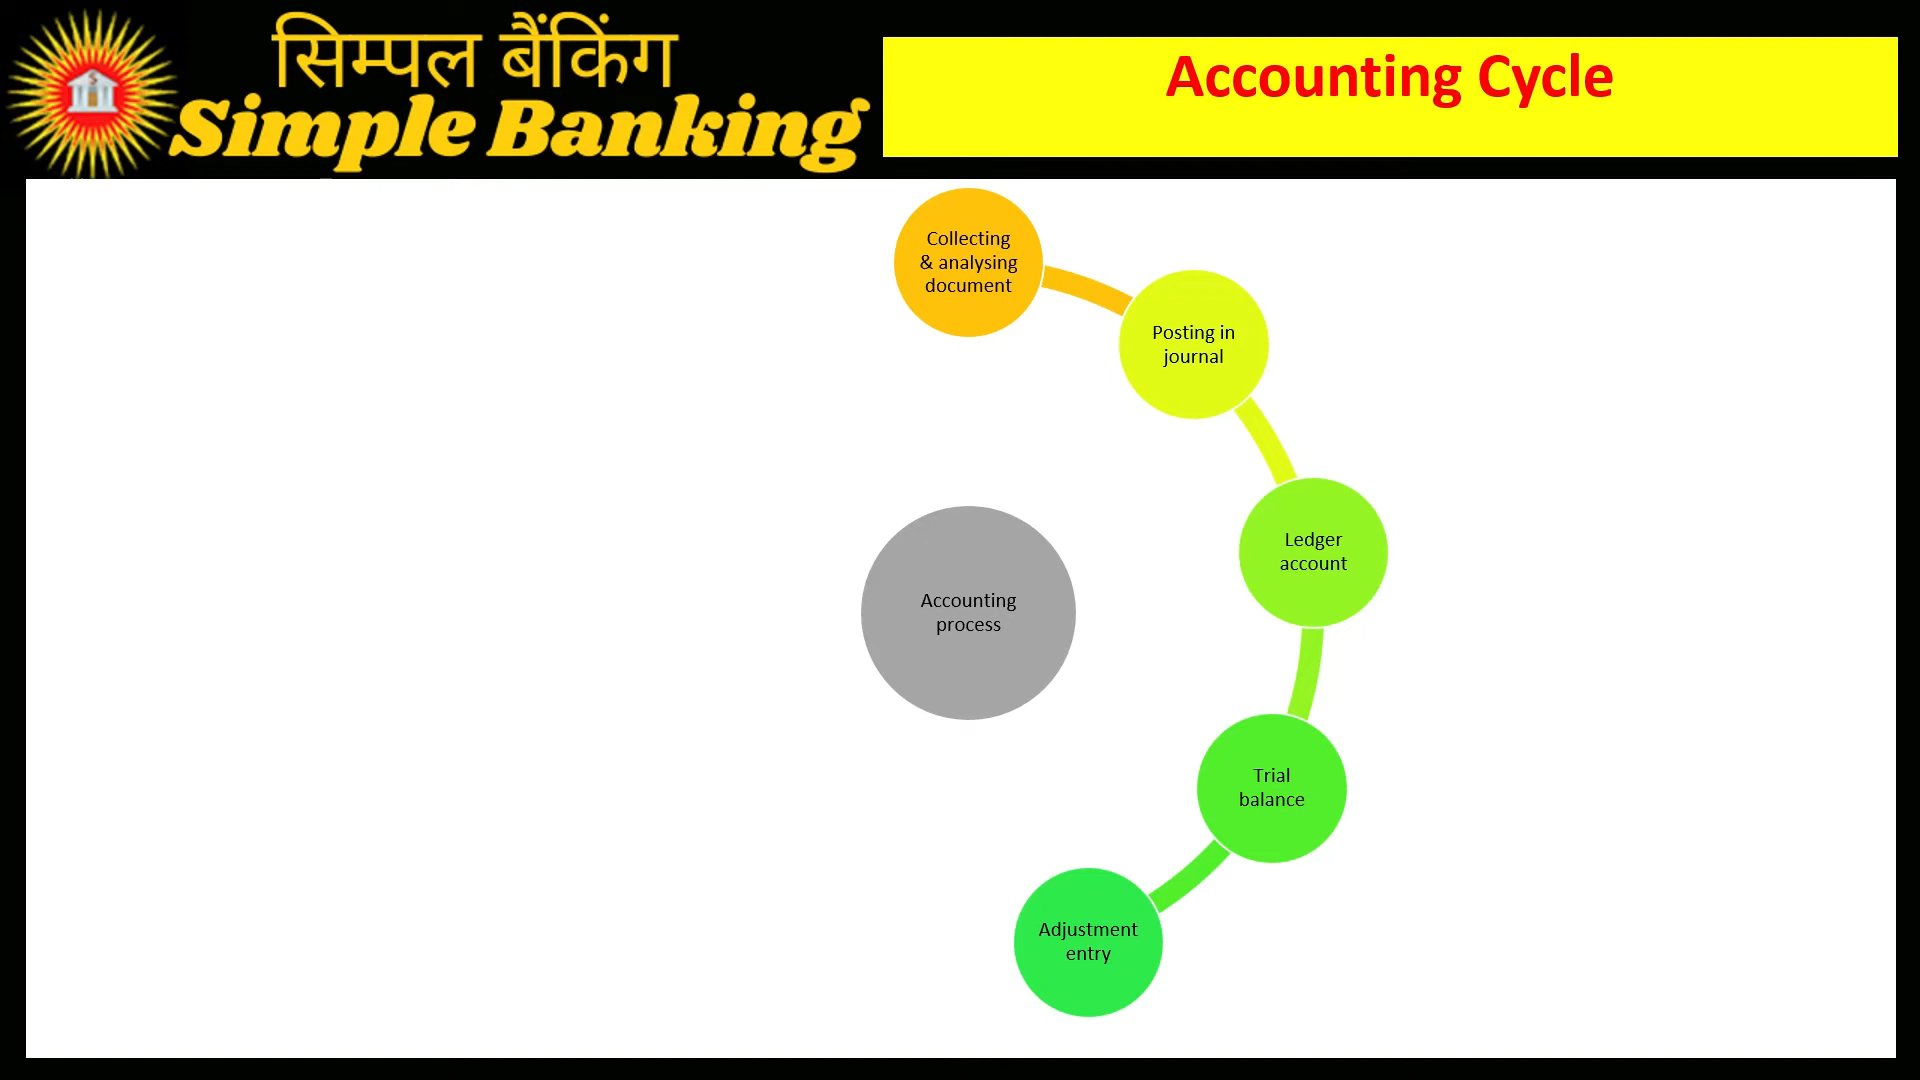 सिम्पल बैंकिंग
Simple Banking
Accounting Cycle
Collecting
& analysing
document
Posting in
journal
Ledger
account
Accounting
process
Trial
balance
Adjustment
entry